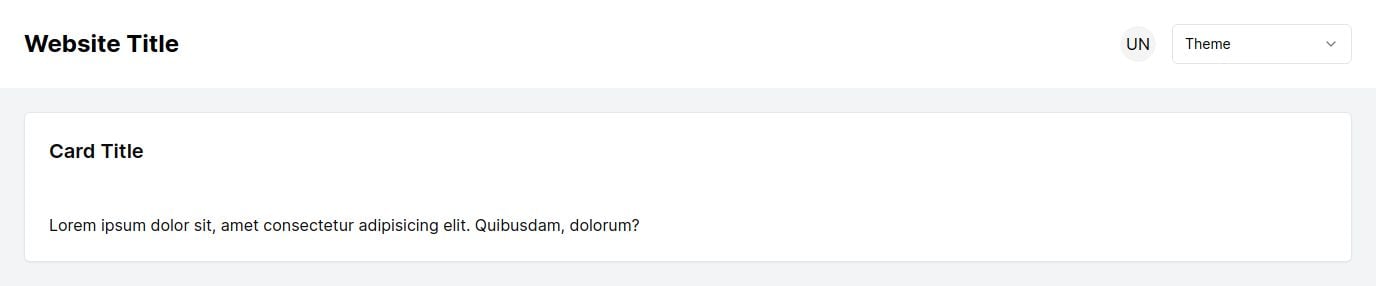 Website Title
UN
Theme
Card Title
Lorem ipsum dolor sit, amet consectetur adipisicing elit. Quibusdam, dolorum?